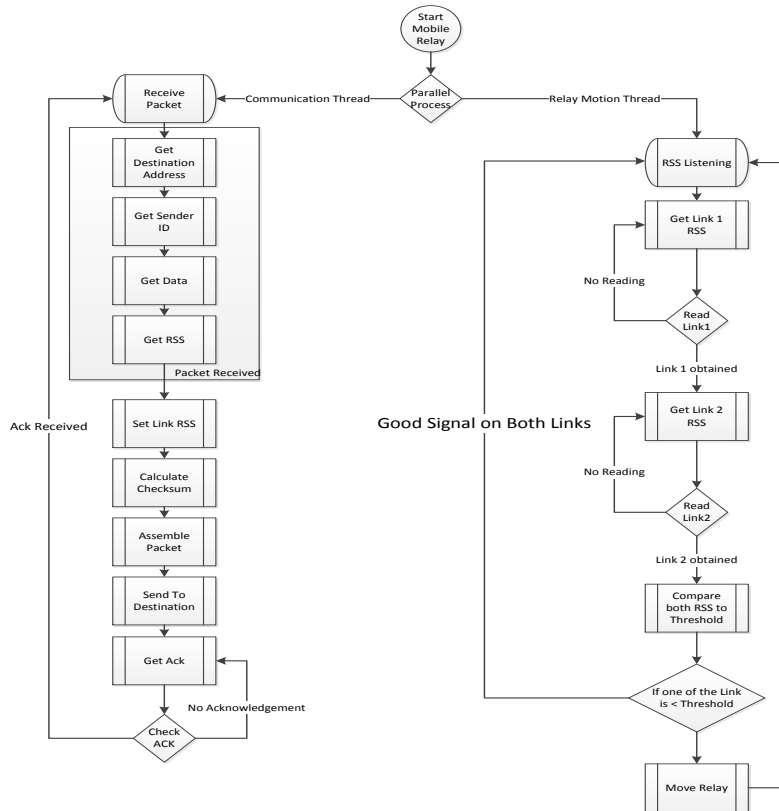 Start
Mobile
Relay
Parallel
Process
Communication Thread
Relay Motion Thread
Receive
Packet
Get
Destination
Address
Get Sender
ID
Get Data
Get RSS
Packet Received
Set Link RSS
Calculate
Checksum
Assemble
Packet
Send To
Destination
Get Ack
No Acknowledgement
Check
ACK
Ack Received
RSS Listening
Get Link 1
RSS
No Reading
Read
Link1
Link 1 obtained
Get Link 2
RSS
Good Signal on Both Links
No Reading
Read
Link2
Link 2 obtained
Compare
both RSS to
Threshold
If one of the Link
is < Threshold
Move Relay